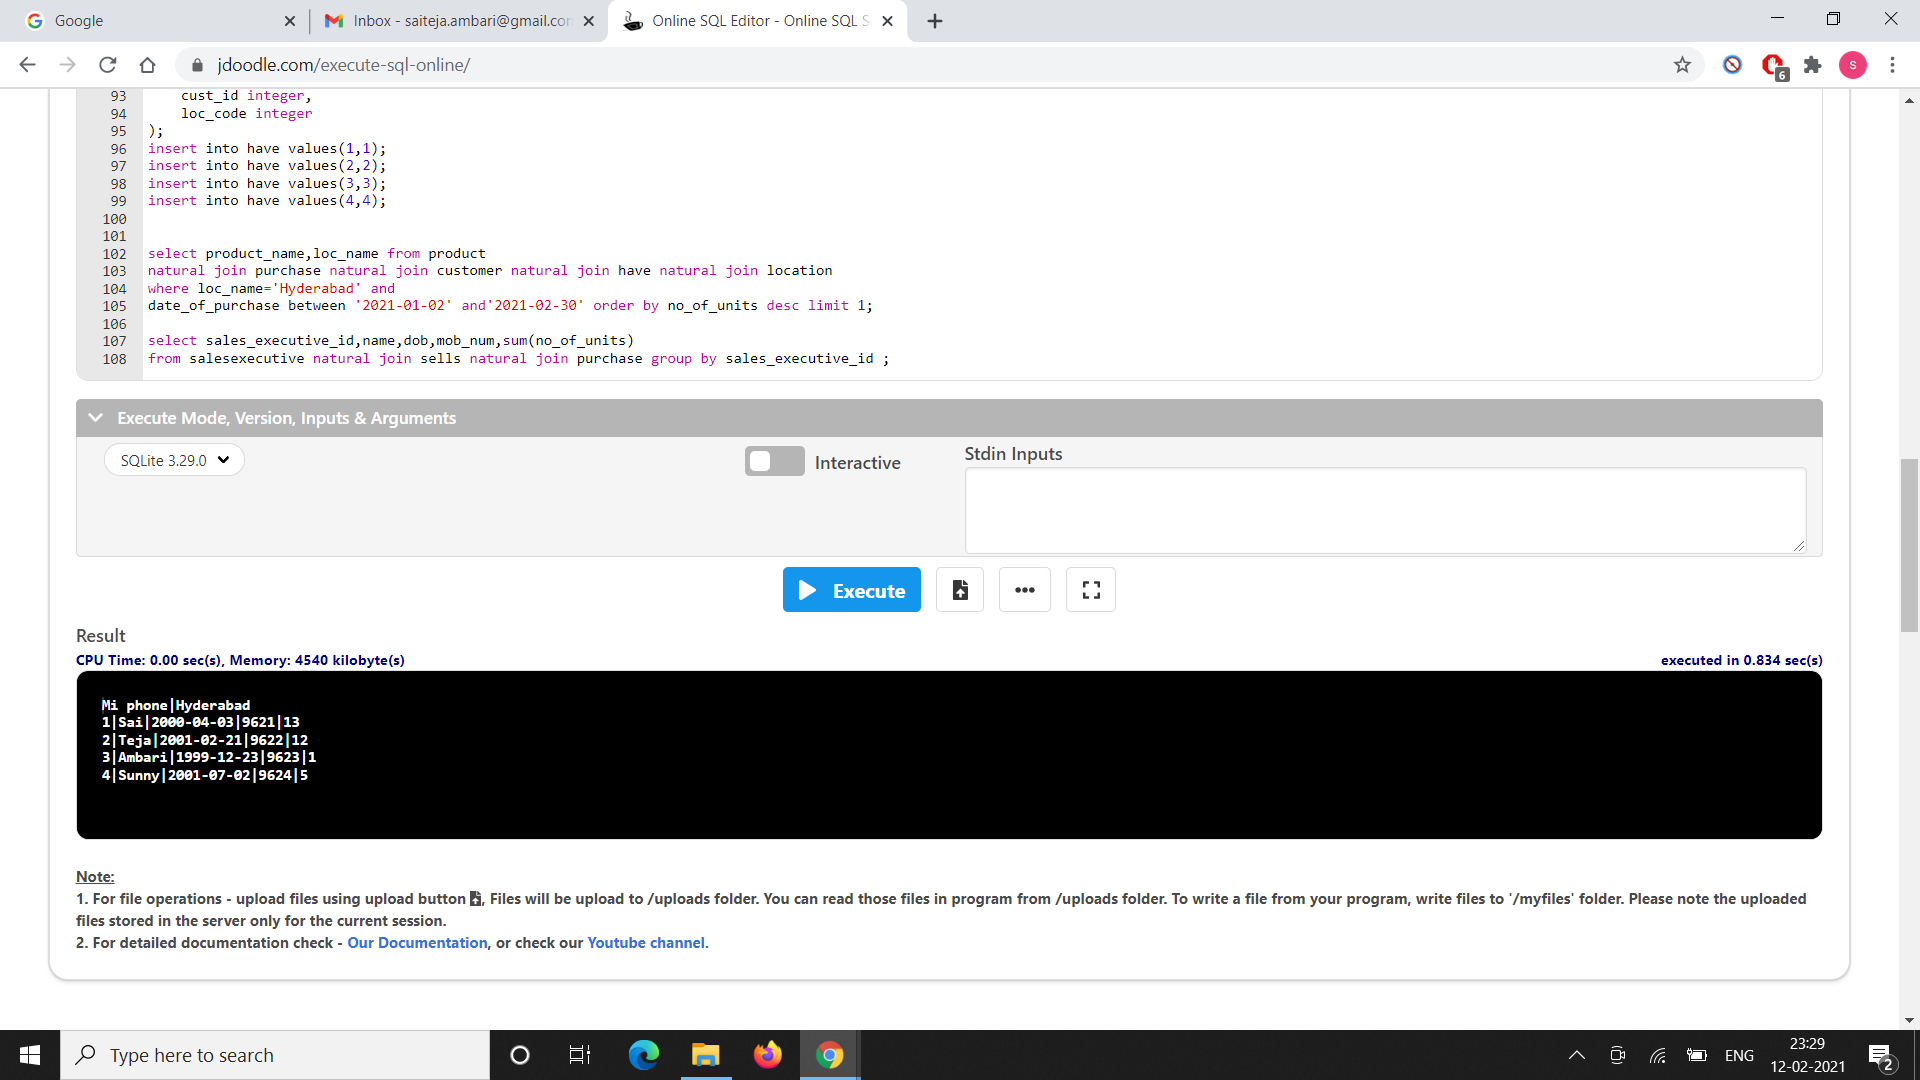 Google
Inbox - saiteja.ambari@gmail.con
Online SQL Editor - Online SQL S
jdoodle.com/execute-sql-online/
6
s
93 cust_id integer,
94 loc_code integer
95 );
96 insert into have values(1,1);
97 insert into have values(2,2);
98 insert into have values(3,3);
99 insert into have values(4,4);
100
101
102 select product_name,loc_name from product
103 natural join purchase natural join customer natural join have natural join location
104 where loc_name='Hyderabad' and
105 date_of_purchase between '2021-01-02' and'2021-02-30' order by no_of_units desc limit 1;
106
107 select sales_executive_id,name,dob,mob_num,sum(no_of_units)
108 from salesexecutive natural join sells natural join purchase group by sales_executive_id ;
Execute Mode, Version, Inputs & Arguments
SQLite 3.29.0
Interactive
Stdin Inputs
Execute
Result
CPU Time: 0.00 sec(s), Memory: 4540 kilobyte(s)
executed in 0.834 sec(s)
Mi phone|Hyderabad
1|Sai|2000-04-03|9621|13
2|Teja|2001-02-21|9622|12
3|Ambari|1999-12-23|9623|1
4|Sunny|2001-07-02|9624|5
Note:
1. For file operations - upload files using upload button , Files will be upload to /uploads folder. You can read those files in program from /uploads folder. To write a file from your program, write files to '/myfiles' folder. Please note the uploaded
files stored in the server only for the current session.
2. For detailed documentation check - Our Documentation, or check our Youtube channel.
Type here to search
ENG
23:29
12-02-2021
2